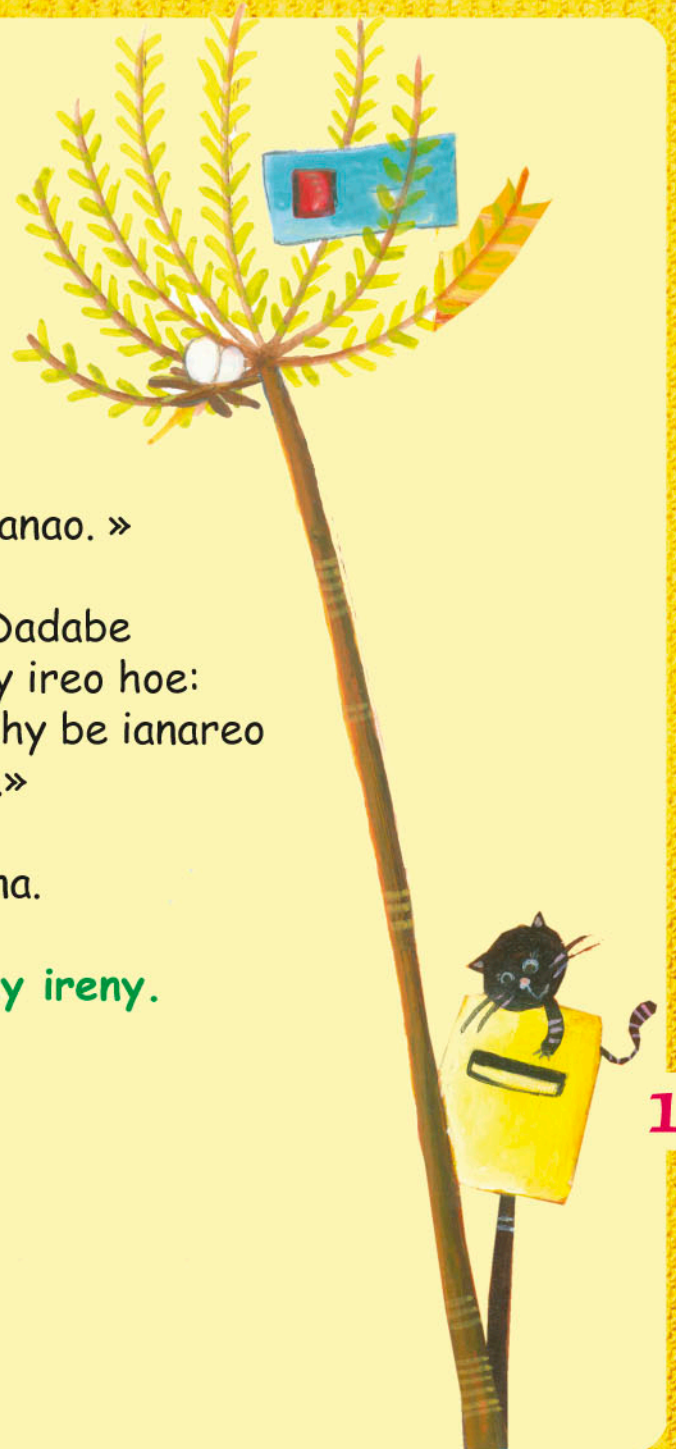 anao. »
Dadabe
y ireo hoe:
hy be ianareo
.»
na.
y ireny.
1